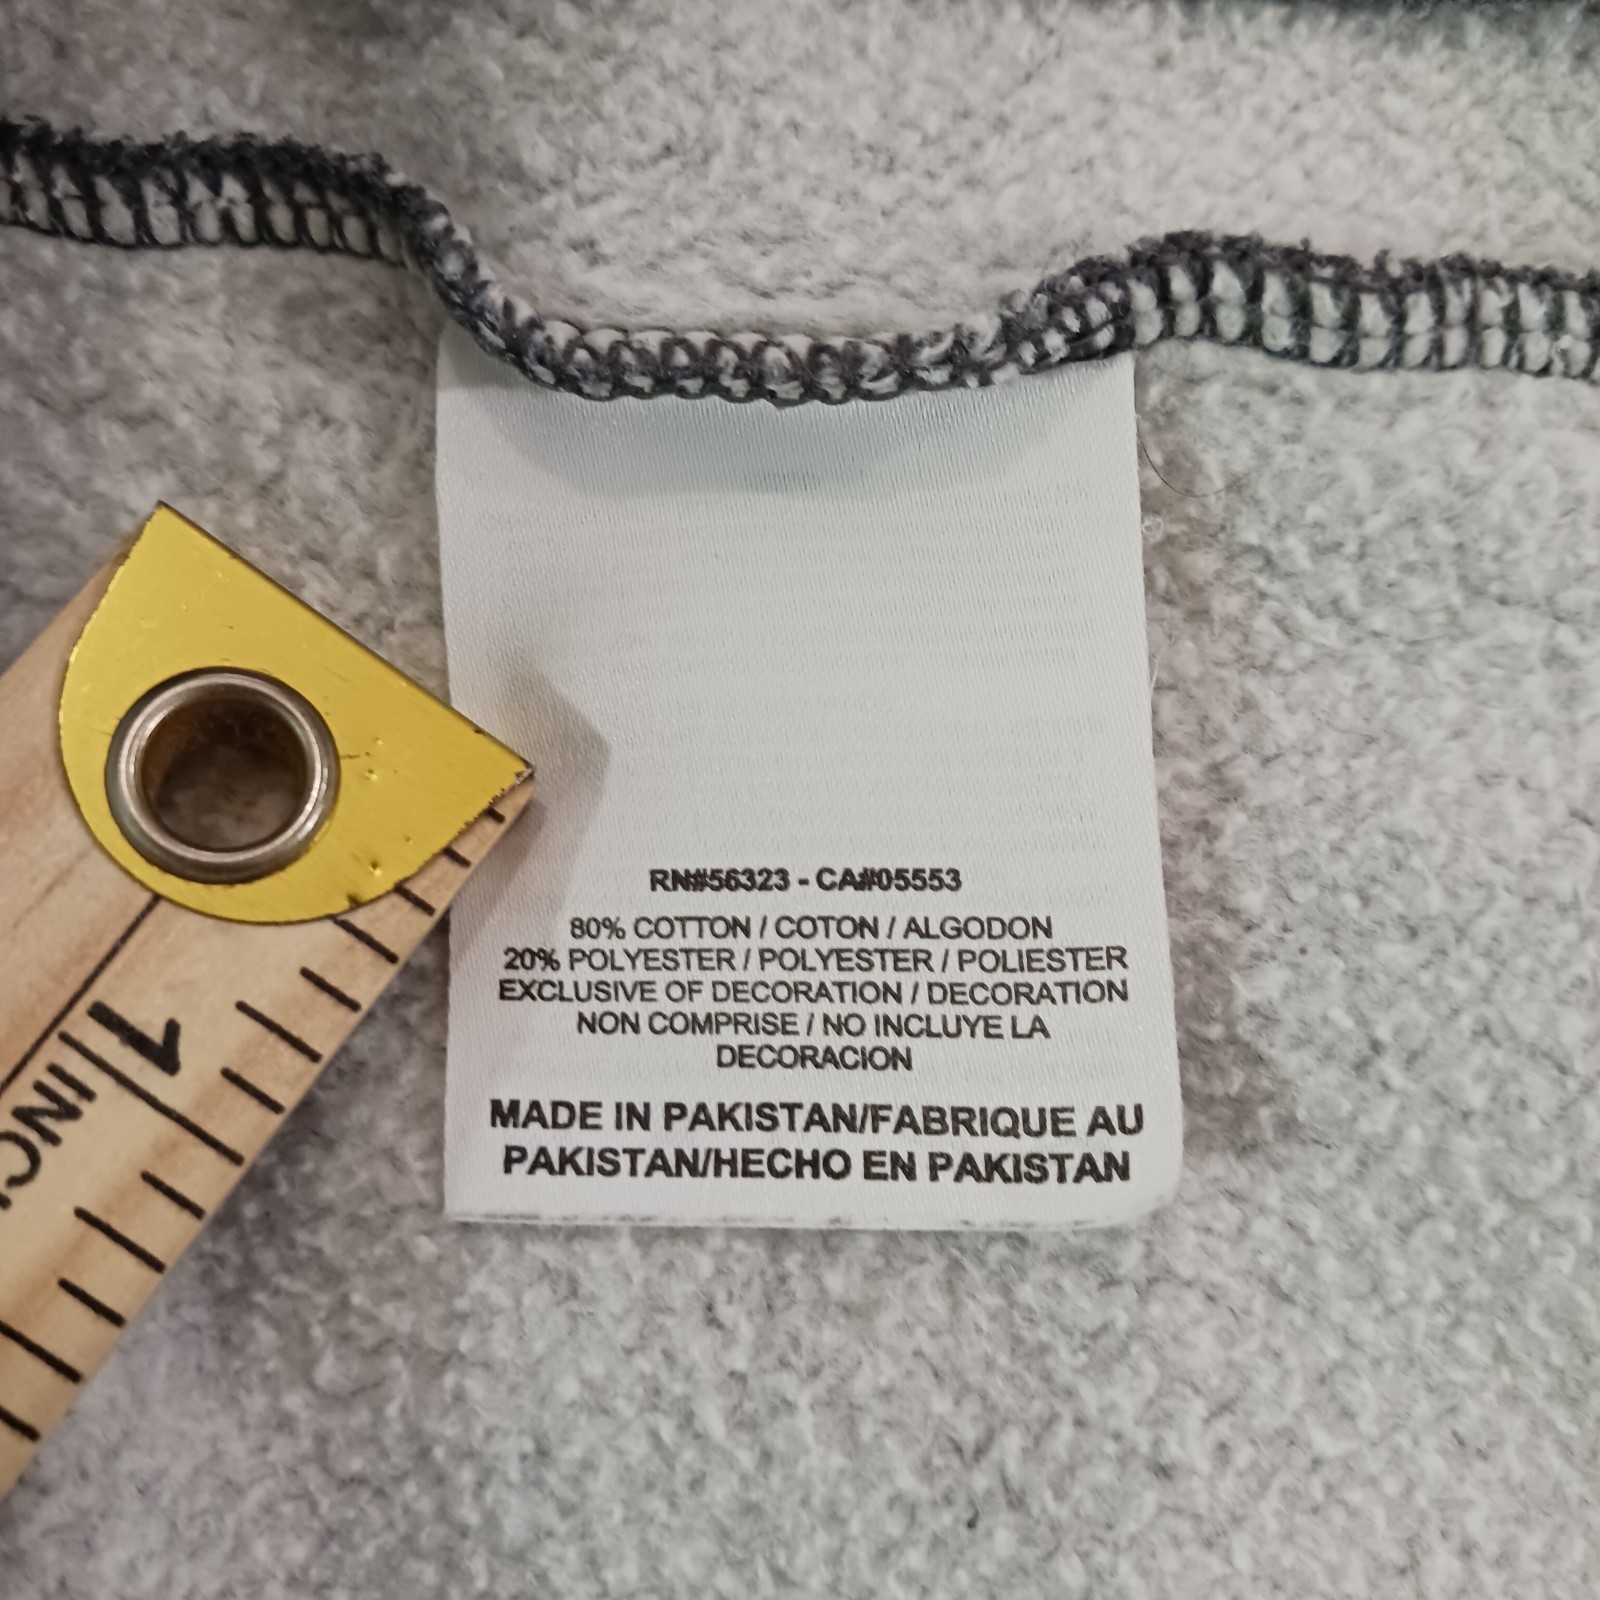 RN#56323 - CA#05553
80% COTTON / COTON / ALGODON
20% POLYESTER / POLYESTER / POLIESTER
EXCLUSIVE OF DECORATION / DECORATION
NON COMPRISE / NO INCLUYE LA
DECORACION
MADE IN PAKISTAN/FABRIQUE AU
PAKISTAN/HECHO EN PAKISTAN
1
INCH